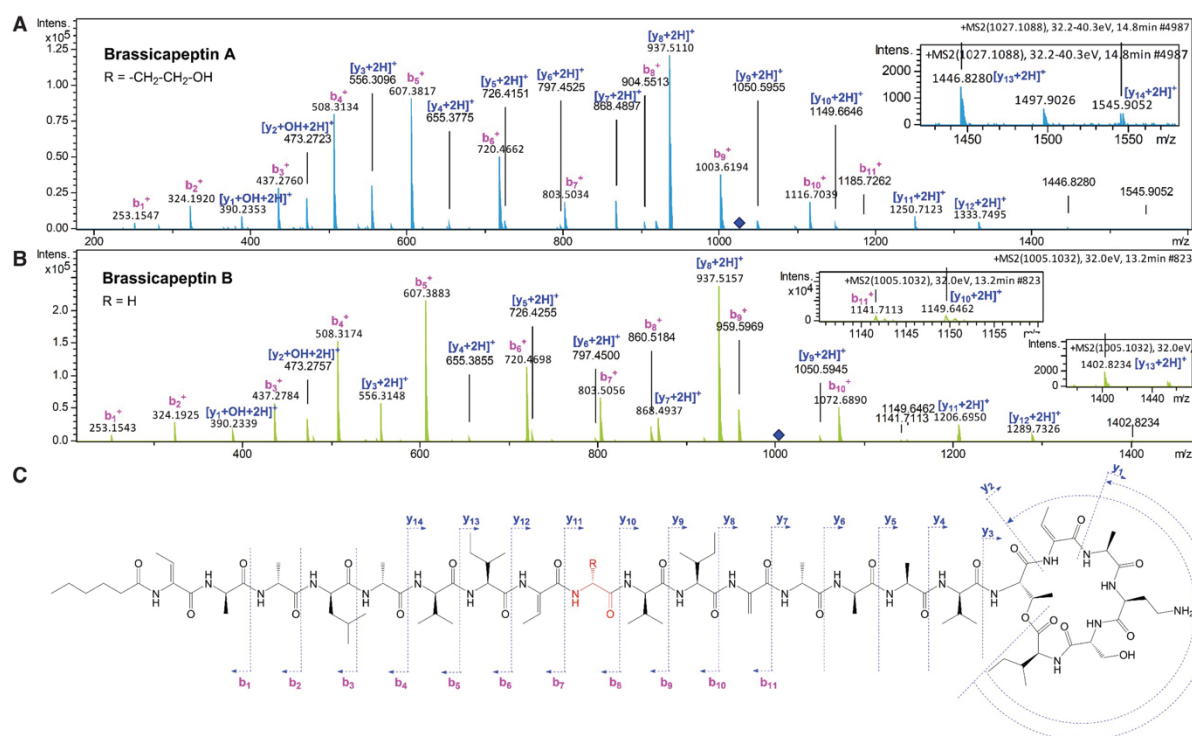 A
Intens.
x10⁵
Brassicapeptin A
R = -CH₂-CH₂-OH
+MS2(1027.1088), 32.2-40.3eV, 14.8min #4987
1.25
1.00
0.75
0.50
0.25
0.00
b₁⁺
253.1547
b₂⁺
324.1920
[y₁+OH+2H]⁺
390.2353
b₃⁺
437.2760
[y₂+OH+2H]⁺
473.2723
b₄⁺
508.3134
[y₃+2H]⁺
556.3096
b₅⁺
607.3817
[y₄+2H]⁺
655.3775
b₆⁺
720.4662
[y₅+2H]⁺
726.4151
[y₆+2H]⁺
797.4525
b₇⁺
803.5034
[y₇+2H]⁺
868.4897
b₈⁺
904.5513
[y₈+2H]⁺
937.5110
b₉⁺
1003.6194
[y₉+2H]⁺
1050.5955
b₁₀⁺
1116.7039
[y₁₀+2H]⁺
1149.6646
b₁₁⁺
1185.7262
[y₁₁+2H]⁺
1250.7123
[y₁₂+2H]⁺
1333.7495
1446.8280
1545.9052
200 400 600 800 1000 1200 1400 m/z
Intens.
+MS2(1027.1088), 32.2-40.3eV, 14.8min #4987
2000
1000
0
1446.8280
[y₁₃+2H]⁺
1497.9026
1545.9052
[y₁₄+2H]⁺
1450 1500 1550 m/z
B
Intens.
x10⁵
Brassicapeptin B
R = H
+MS2(1005.1032), 32.0eV, 13.2min #823
2.0
1.5
1.0
0.5
0.0
b₁⁺
253.1543
b₂⁺
324.1925
[y₁+OH+2H]⁺
390.2339
b₃⁺
437.2784
[y₂+OH+2H]⁺
473.2757
b₄⁺
508.3174
[y₃+2H]⁺
556.3148
b₅⁺
607.3883
[y₄+2H]⁺
655.3855
b₆⁺
720.4698
[y₅+2H]⁺
726.4255
[y₆+2H]⁺
797.4500
b₇⁺
803.5056
b₈⁺
860.5184
[y₇+2H]⁺
868.4937
[y₈+2H]⁺
937.5157
b₉⁺
959.5969
[y₉+2H]⁺
1050.5945
b₁₀⁺
1072.6890
1149.6462
1141.7113
[y₁₁+2H]⁺
1206.6950
[y₁₂+2H]⁺
1289.7326
1402.8234
400 600 800 1000 1200 1400 m/z
Intens.
x10⁴
+MS2(1005.1032), 32.0eV, 13.2min #823
1
0
b₁₁⁺
1141.7113
1149.6462
[y₁₀+2H]⁺
1140 1145 1150 1155 m/z
Intens.
+MS2(1005.1032), 32.0eV,
2000
0
1402.8234
[y₁₃+2H]⁺
1400 1440 m/z
C
y₁₄ y₁₃ y₁₂ y₁₁ y₁₀ y₉ y₈ y₇ y₆ y₅ y₄ y₃ y₂ y₁
R
O
HN
NH
NH₂
OH
b₁ b₂ b₃ b₄ b₅ b₆ b₇ b₈ b₉ b₁₀ b₁₁